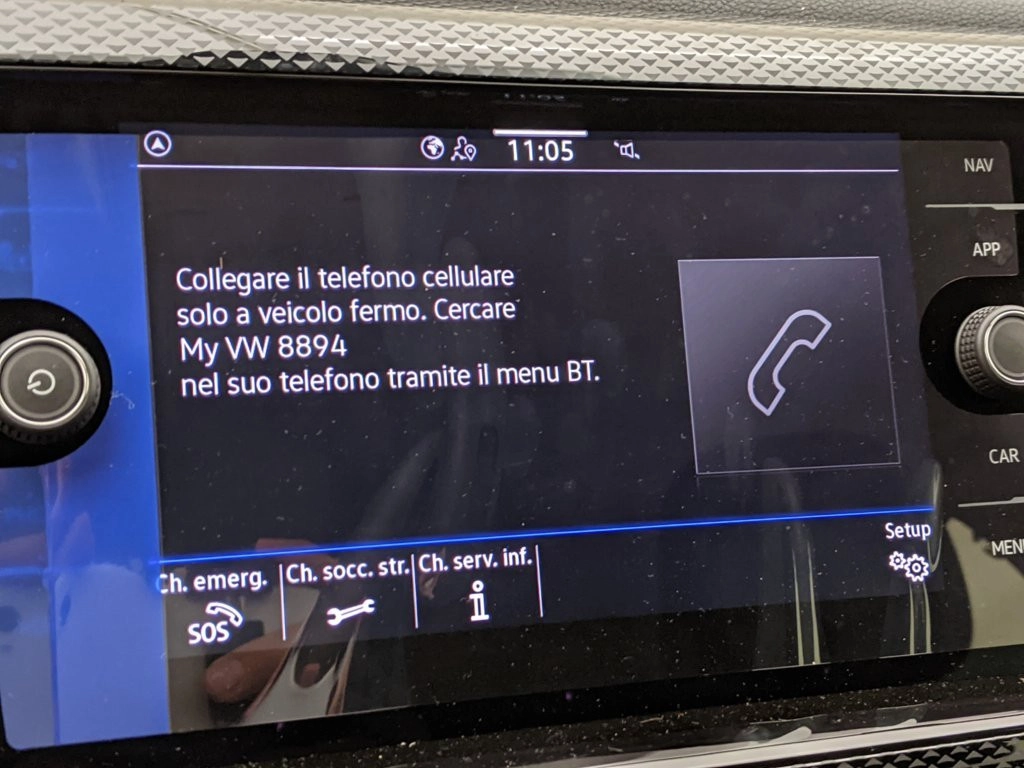 11:05
NAV
APP
Collegare il telefono cellulare
solo a veicolo fermo. Cercare
My VW 8894
nel suo telefono tramite il menu BT.
CAR
Setup
MEN
Ch. emerg.
Ch. socc. str.
Ch. serv. inf.
SOS